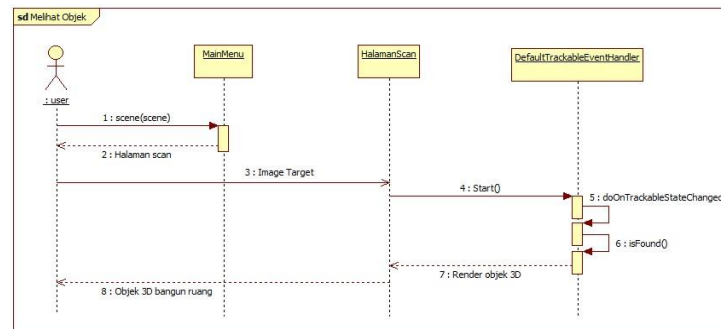 sd Melihat Objek
MainMenu
HalamanScan
DefaultTrackableEventHandler
: user
1 : scene(scene)
2 : Halaman scan
3 : Image Target
4 : Start()
5 : doOnTrackableStateChanged
6 : isFound()
7 : Render objek 3D
8 : Objek 3D bangun ruang